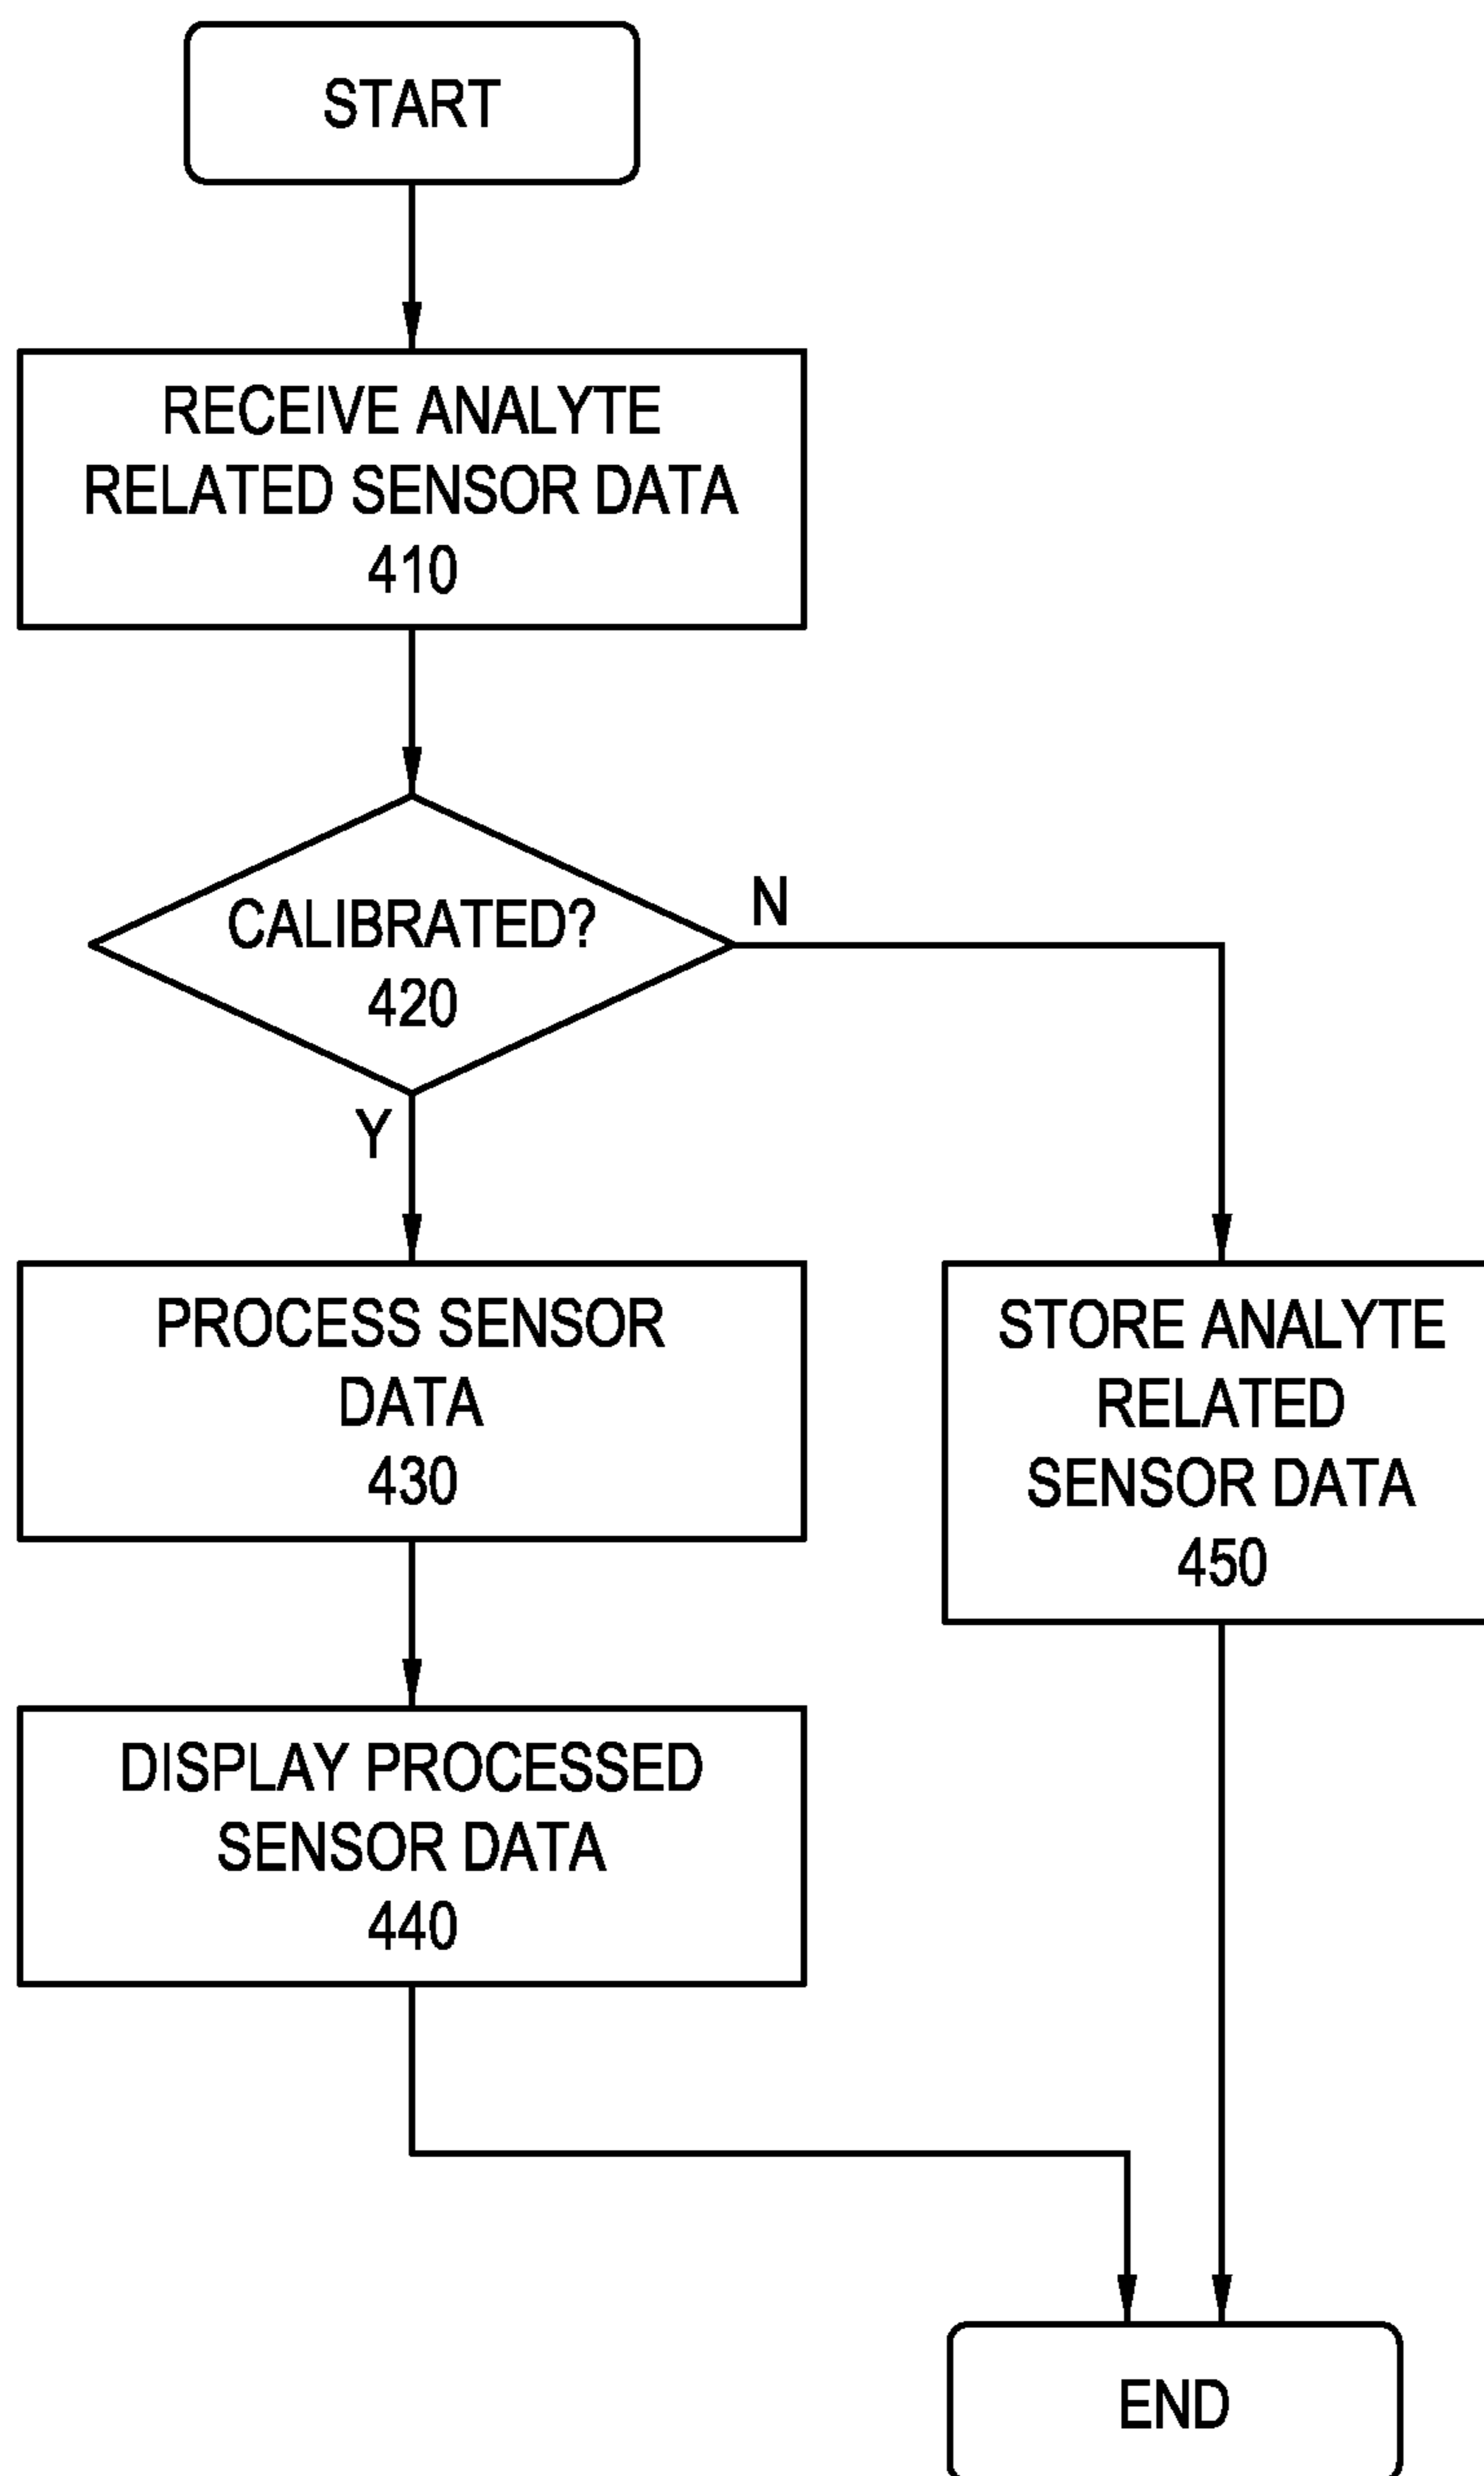 START
RECEIVE ANALYTE
RELATED SENSOR DATA
410
CALIBRATED?
420
N
Y
PROCESS SENSOR
DATA
430
STORE ANALYTE
RELATED
SENSOR DATA
450
DISPLAY PROCESSED
SENSOR DATA
440
END